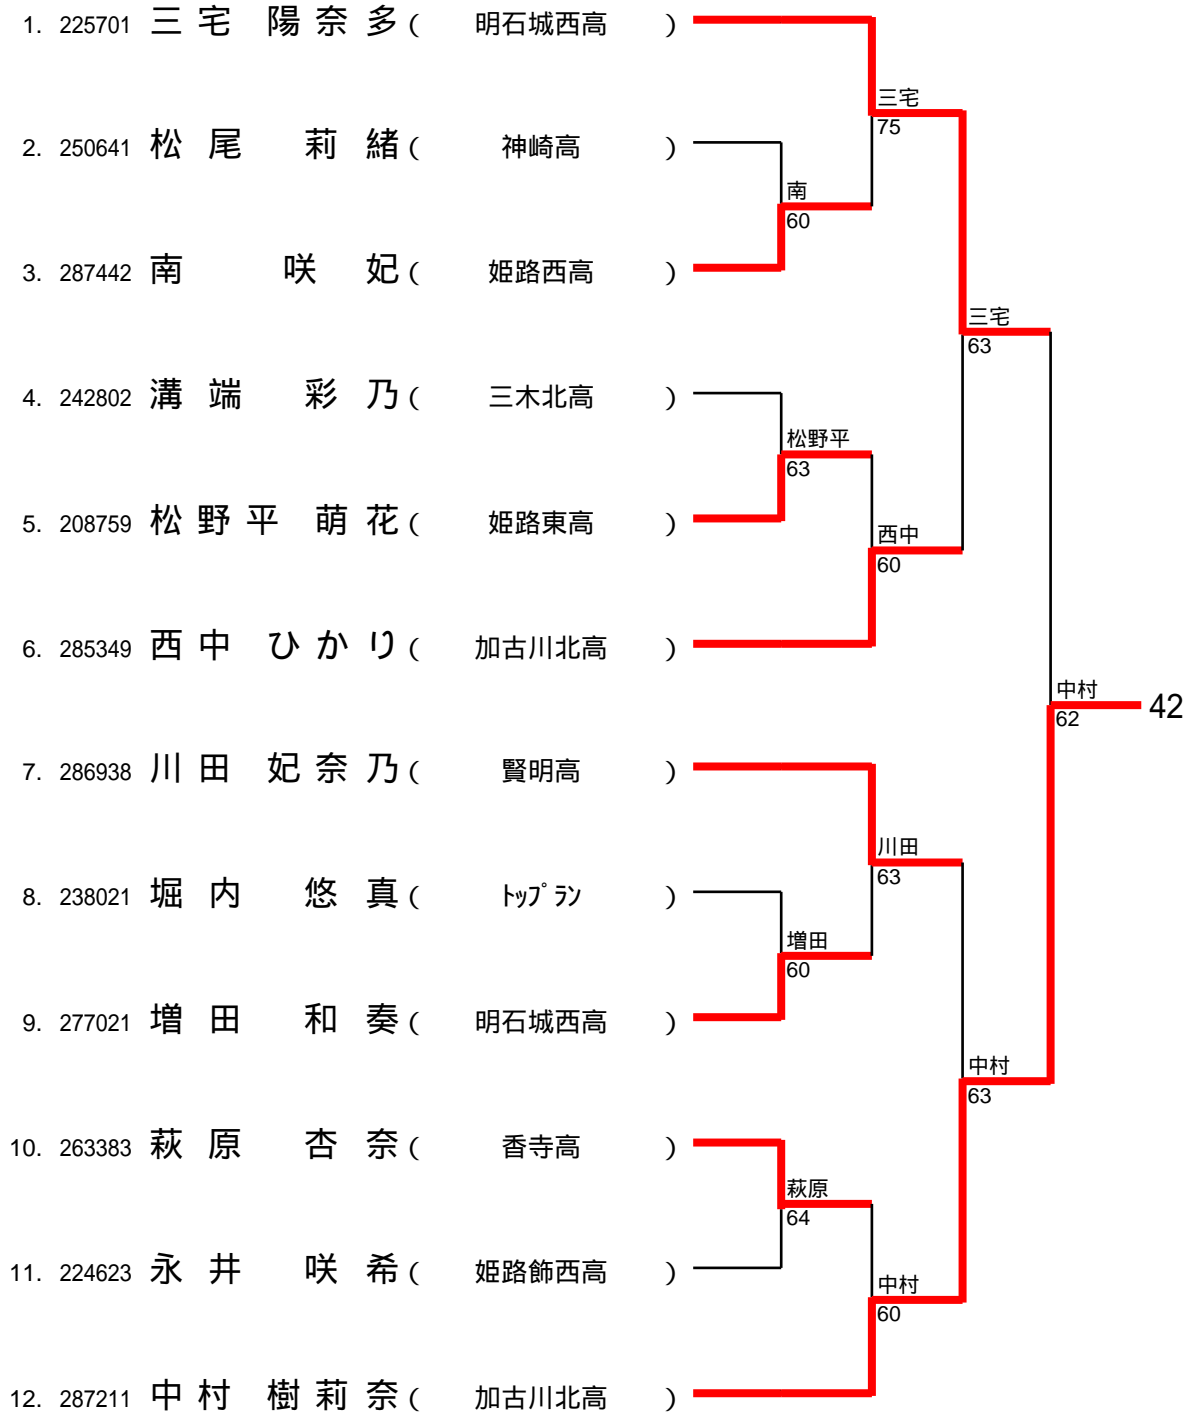 1. 225701 三宅 陽奈多 ( 明石城西高 )
三宅
75
2. 250641 松尾 莉緒 ( 神崎高 )
南
60
3. 287442 南 咲妃 ( 姫路西高 )
三宅
63
4. 242802 溝端 彩乃 ( 三木北高 )
松野平
63
5. 208759 松野平 萌花 ( 姫路東高 )
西中
60
6. 285349 西中 ひかり ( 加古川北高 )
中村
62
42
7. 286938 川田 妃奈乃 ( 賢明高 )
川田
63
8. 238021 堀内 悠真 ( ﾄｯﾌﾟﾗﾝ )
増田
60
9. 277021 増田 和奏 ( 明石城西高 )
中村
63
10. 263383 萩原 杏奈 ( 香寺高 )
萩原
64
11. 224623 永井 咲希 ( 姫路飾西高 )
中村
60
12. 287211 中村 樹莉奈 ( 加古川北高 )